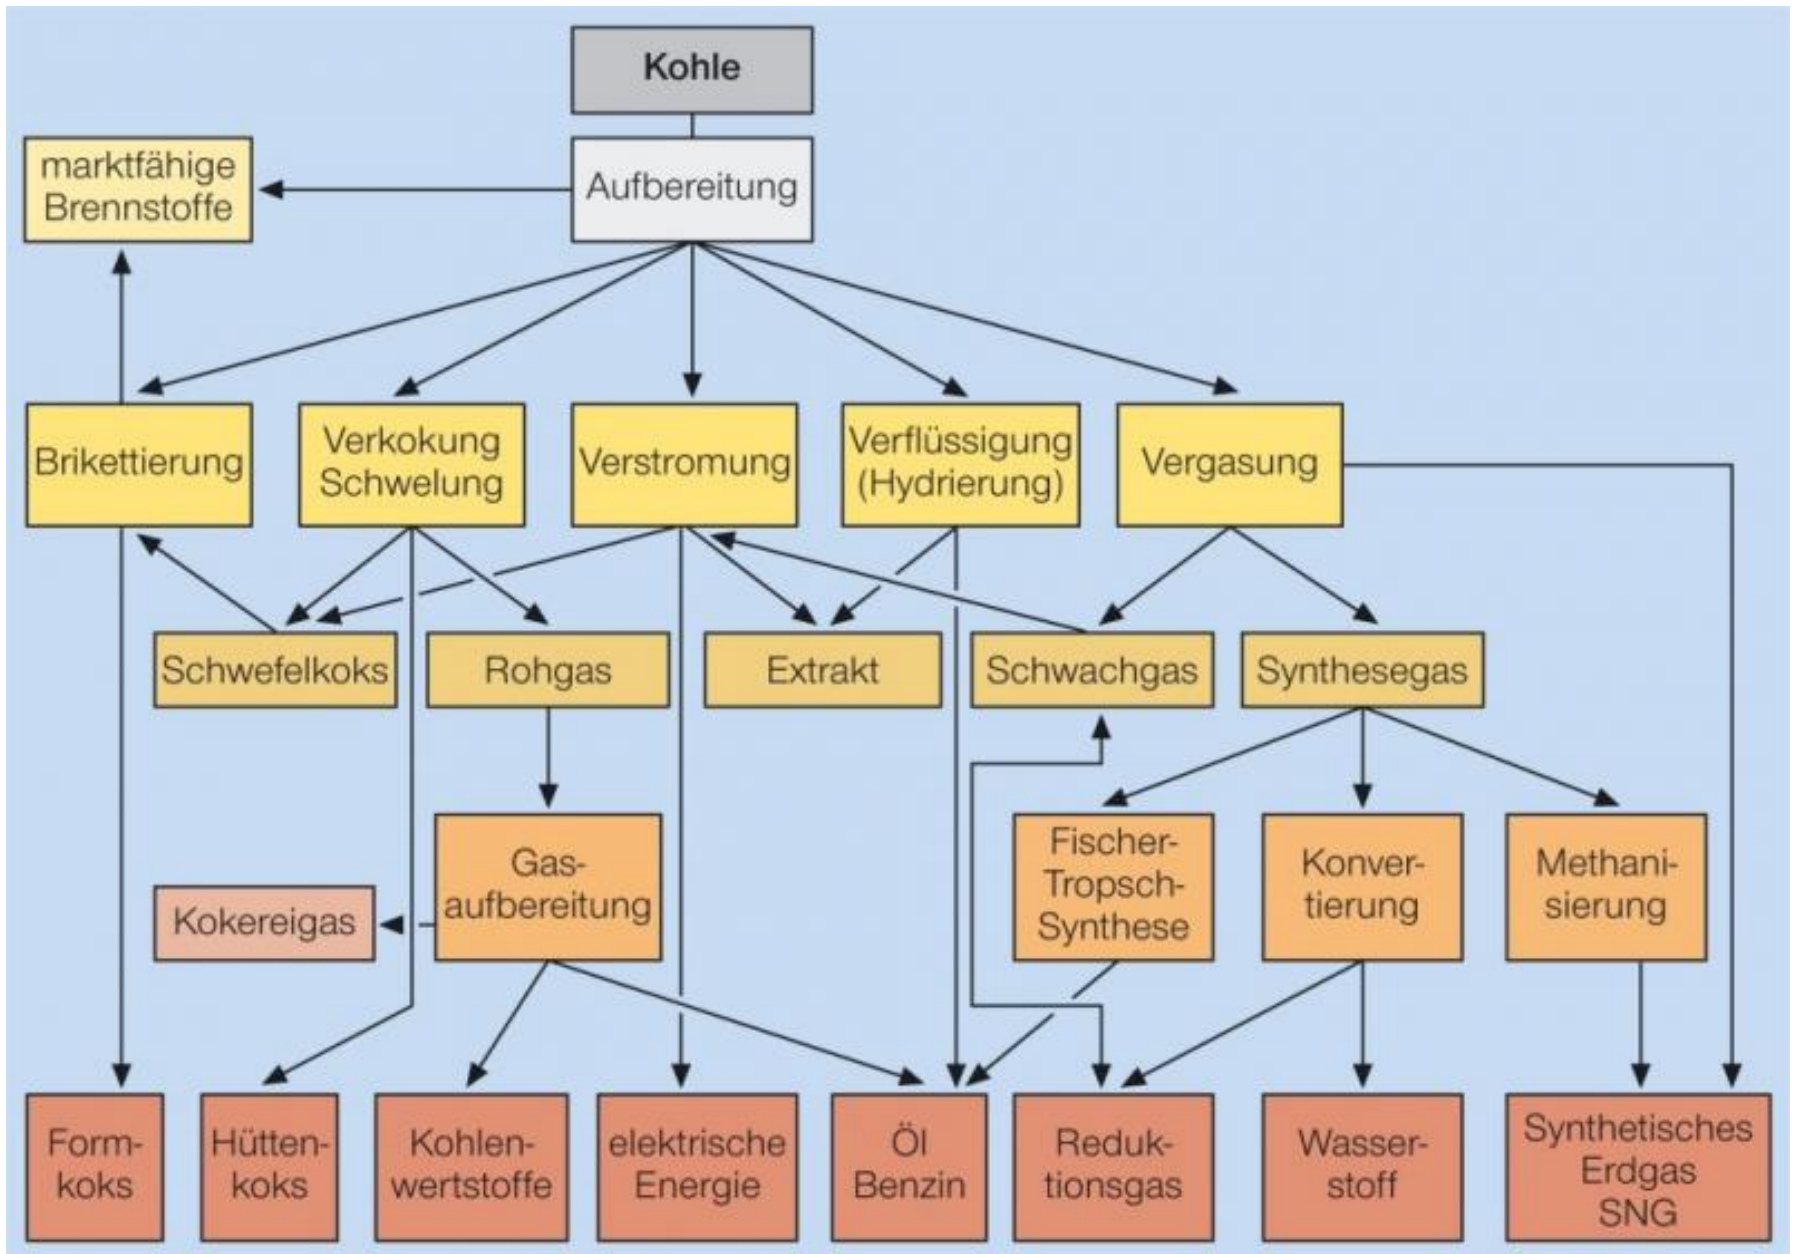 Kohle
marktfähige
Brennstoffe
Aufbereitung
Brikettierung
Verkokung
Schwelung
Verstromung
Verflüssigung
(Hydrierung)
Vergasung
Schwefelkoks
Rohgas
Extrakt
Schwachgas
Synthesegas
Kokereigas
Gas-
aufbereitung
Fischer-
Tropsch-
Synthese
Konver-
tierung
Methani-
sierung
Form-
koks
Hütten-
koks
Kohlen-
wertstoffe
elektrische
Energie
Öl
Benzin
Reduk-
tionsgas
Wasser-
stoff
Synthetisches
Erdgas
SNG